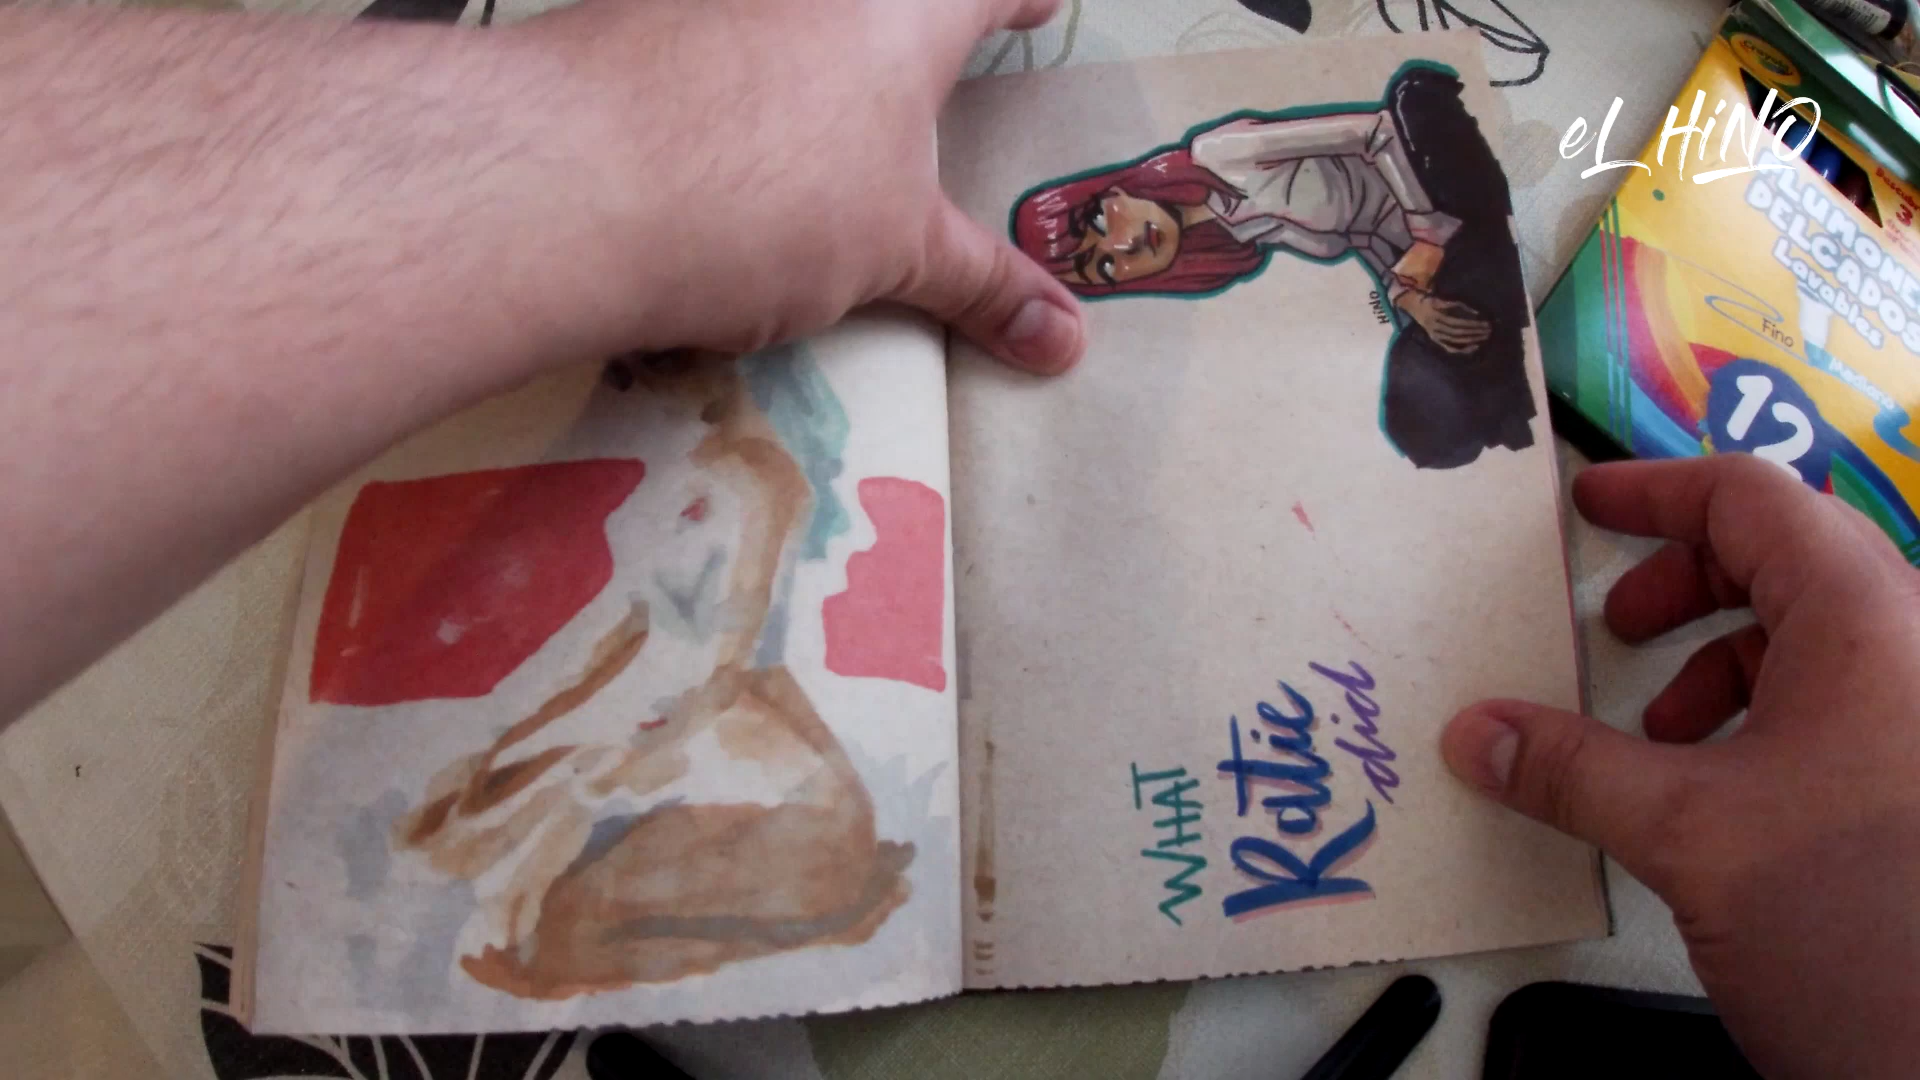 eL HiNO
HiNO
WHAT
Katie
did
Crayola
PLUMONES
DELGADOS
Lavables
Fino
12